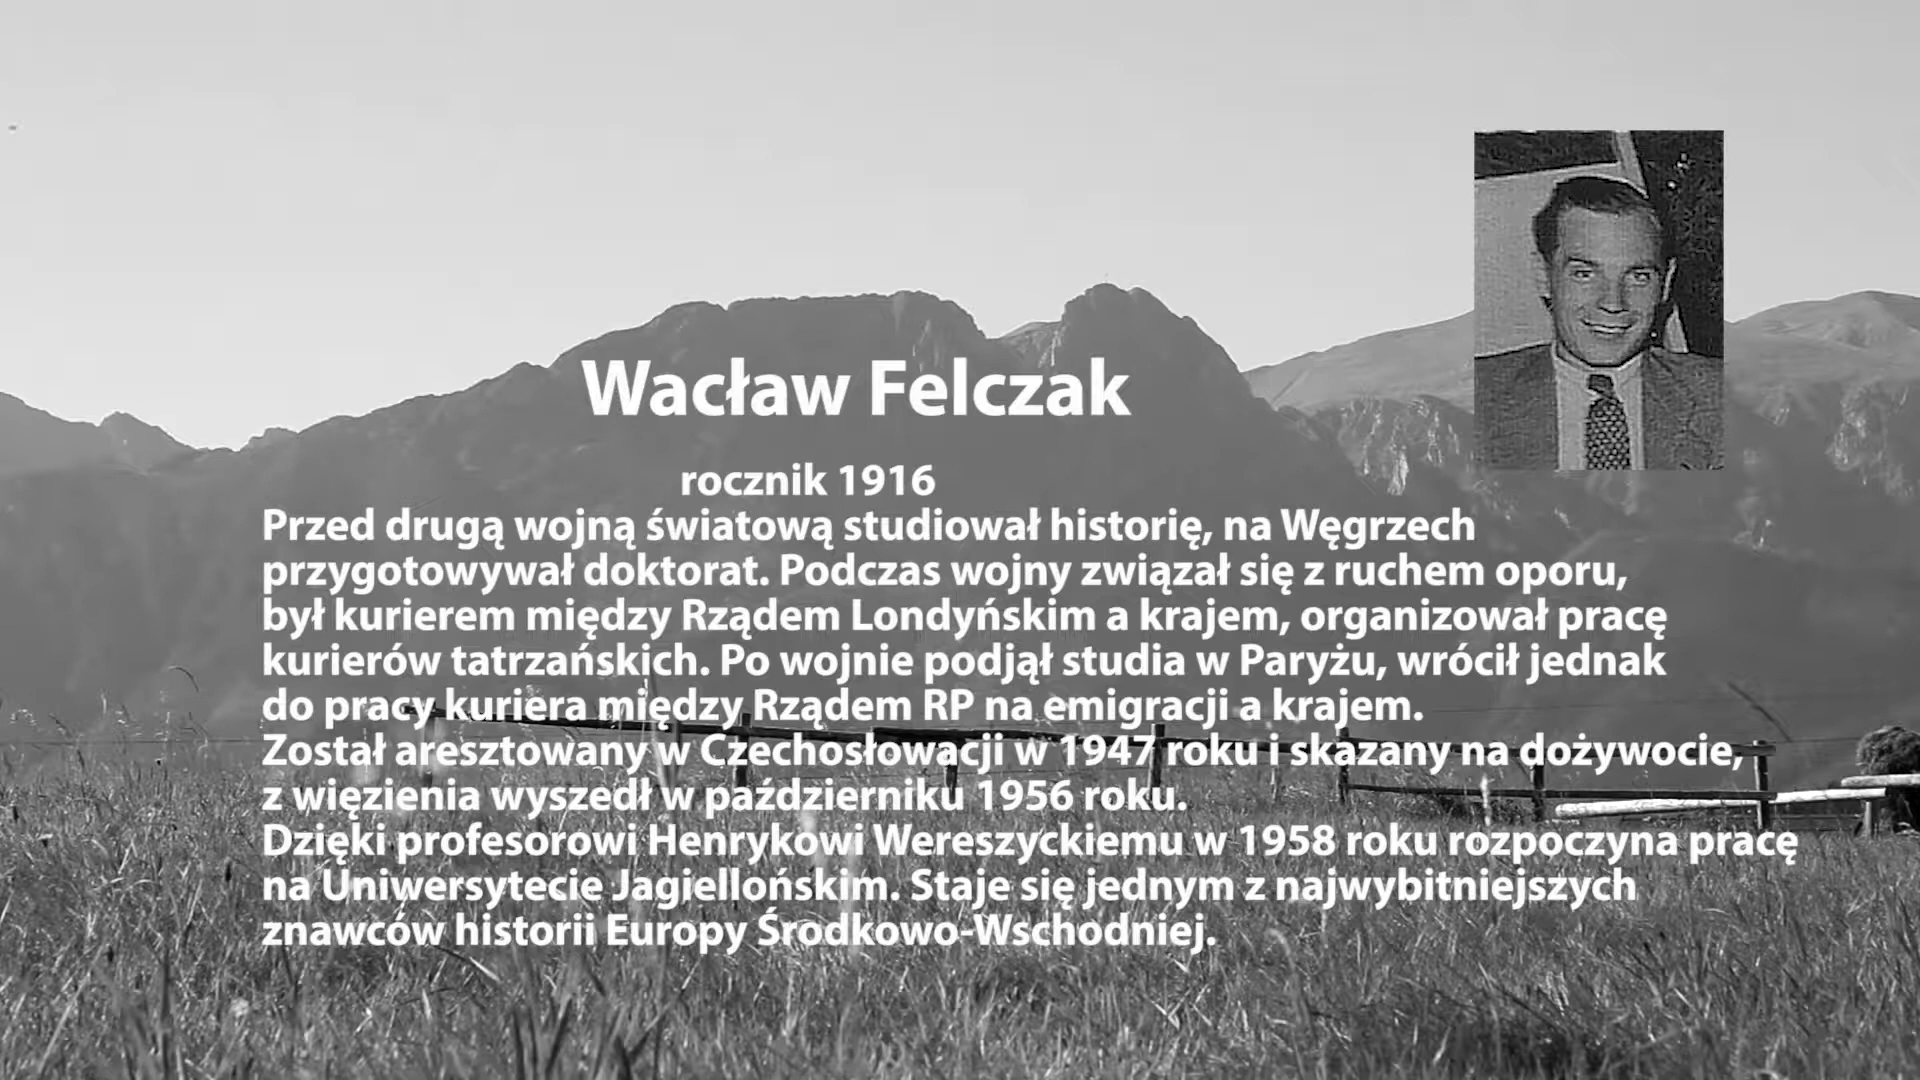 Wacław Felczak
rocznik 1916
Przed drugą wojną światową studiował historię, na Węgrzech
przygotowywał doktorat. Podczas wojny związał się z ruchem oporu,
był kurierem między Rządem Londyńskim a krajem, organizował pracę
kurierów tatrzańskich. Po wojnie podjął studia w Paryżu, wrócił jednak
do pracy kuriera między Rządem RP na emigracji a krajem.
Został aresztowany w Czechosłowacji w 1947 roku i skazany na dożywocie,
z więzienia wyszedł w październiku 1956 roku.
Dzięki profesorowi Henrykowi Wereszyckiemu w 1958 roku rozpoczyna pracę
na Uniwersytecie Jagiellońskim. Staje się jednym z najwybitniejszych
znawców historii Europy Środkowo-Wschodniej.